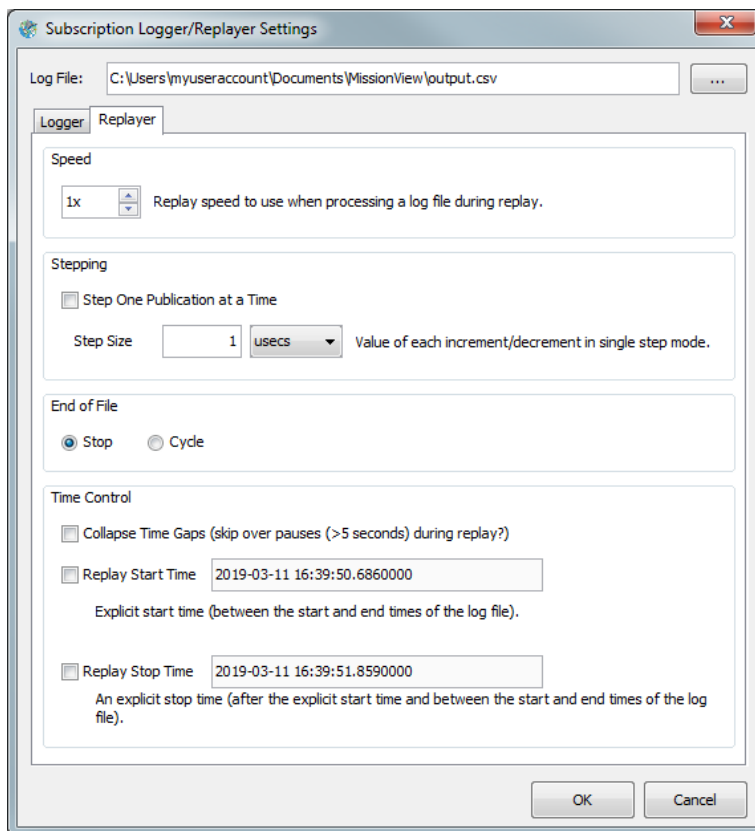 Subscription Logger/Replayer Settings
Log File: C:\Users\myuseraccount\Documents\MissionView\output.csv ...
Logger Replayer
Speed
1x Replay speed to use when processing a log file during replay.
Stepping
Step One Publication at a Time
Step Size 1 usecs Value of each increment/decrement in single step mode.
End of File
Stop Cycle
Time Control
Collapse Time Gaps (skip over pauses (>5 seconds) during replay?)
Replay Start Time 2019-03-11 16:39:50.6860000
Explicit start time (between the start and end times of the log file).
Replay Stop Time 2019-03-11 16:39:51.8590000
An explicit stop time (after the explicit start time and between the start and end times of the log
file).
OK Cancel